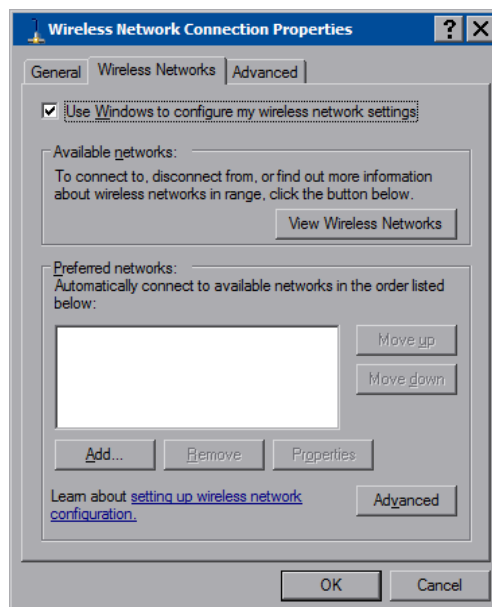 Wireless Network Connection Properties
General
Wireless Networks
Advanced
Use Windows to configure my wireless network settings
Available networks:
To connect to, disconnect from, or find out more information
about wireless networks in range, click the button below.
View Wireless Networks
Preferred networks:
Automatically connect to available networks in the order listed
below:
Move up
Move down
Add...
Remove
Properties
Learn about setting up wireless network
configuration.
Advanced
OK
Cancel